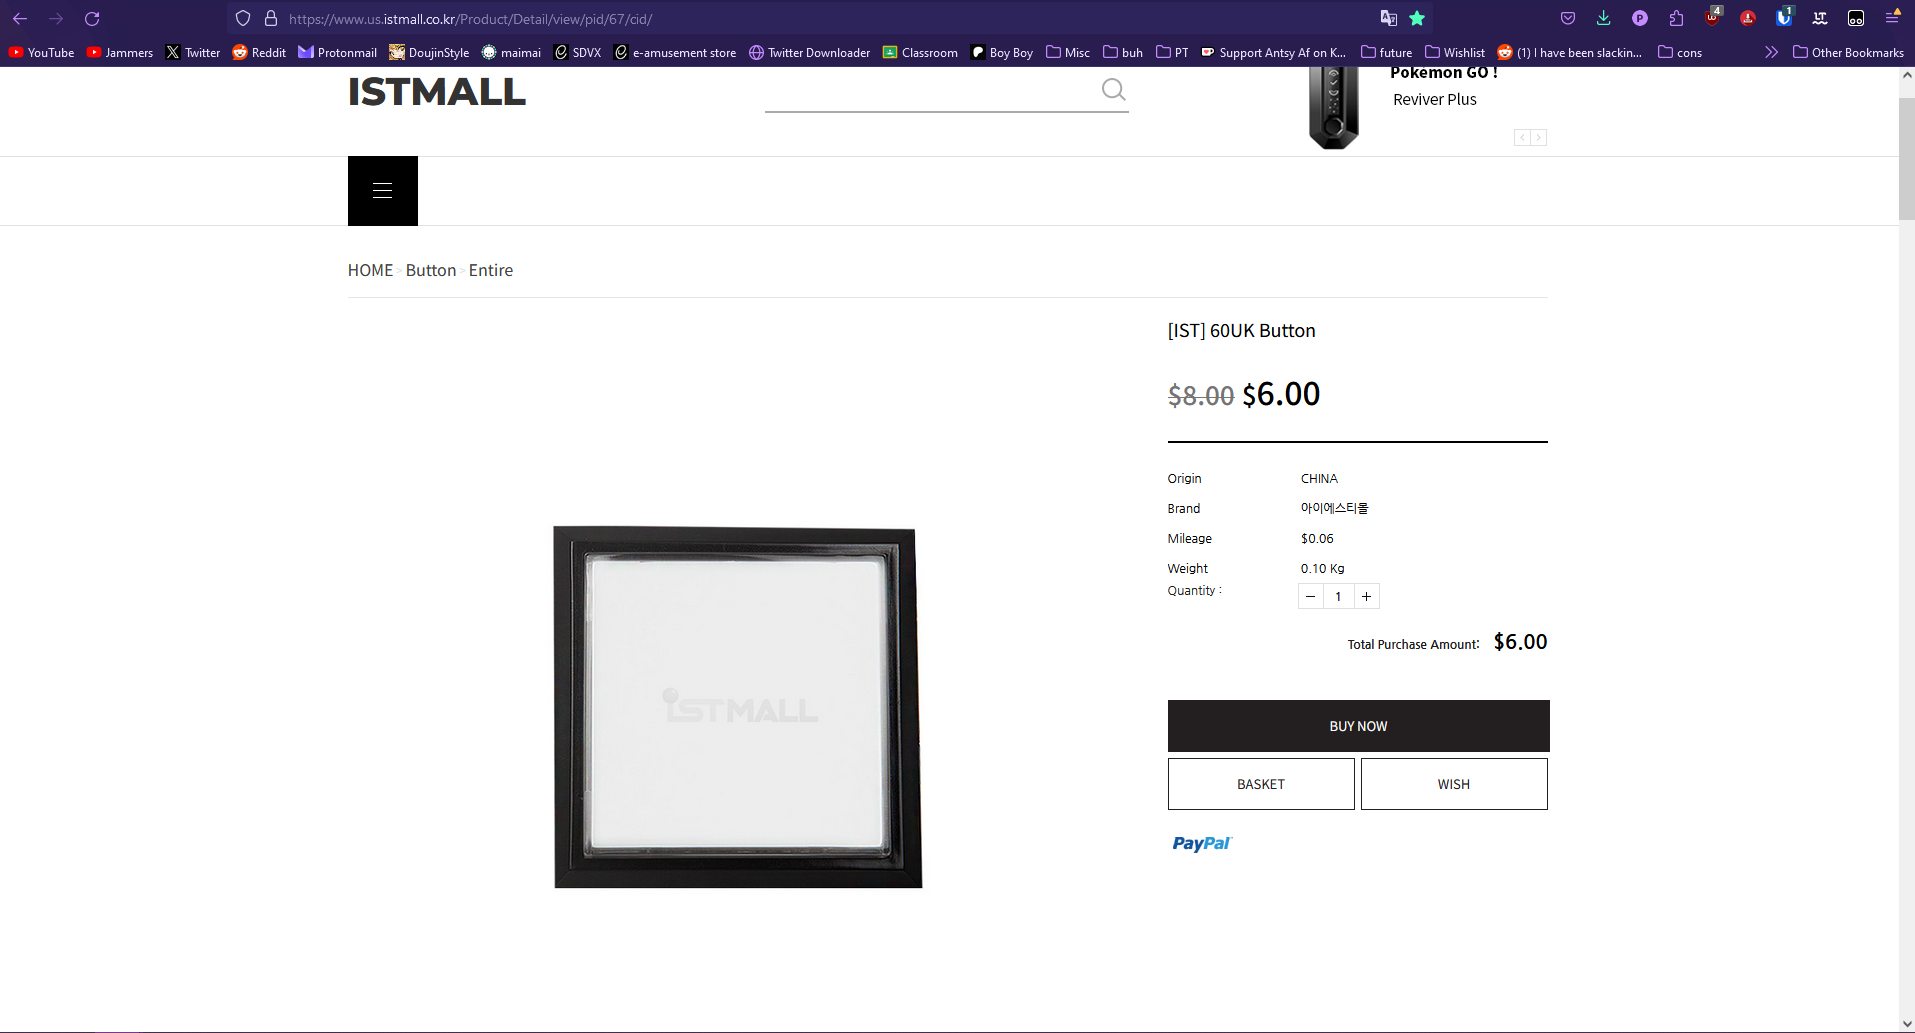 https://www.us.istmall.co.kr/Product/Detail/view/pid/67/cid/
4
1
YouTube Jammers Twitter Reddit Protonmail DoujinStyle maimai SDVX e-amusement store Twitter Downloader Classroom Boy Boy Misc buh PT Support Antsy Af on K... future Wishlist (1) I have been slackin... cons Other Bookmarks
ISTMALL
Pokemon GO !
Reviver Plus
HOME > Button > Entire
[IST] 60UK Button
$8.00 $6.00
Origin CHINA
Brand 아이에스티몰
Mileage $0.06
Weight 0.10 Kg
Quantity : − 1 +
Total Purchase Amount: $6.00
ISTMALL
BUY NOW
BASKET WISH
PayPal